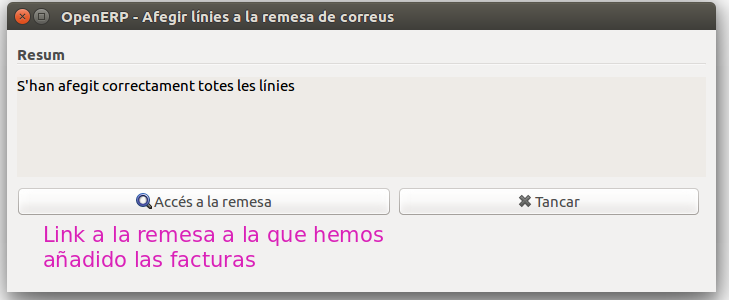 OpenERP - Afegir línies a la remesa de correus
Resum
S'han afegit correctament totes les línies
Accés a la remesa
Tancar
Link a la remesa a la que hemos
añadido las facturas